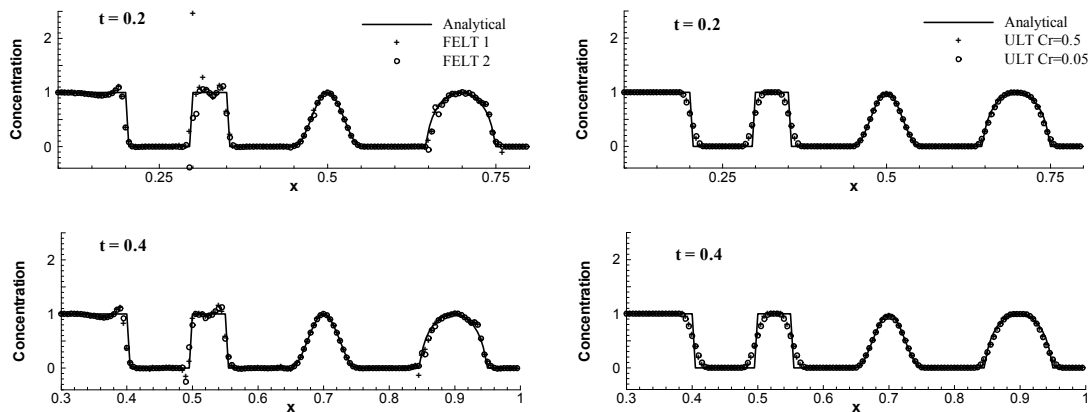 t = 0.2
Analytical
FELT 1
FELT 2
Concentration
2
1
0
0.25
0.5
0.75
x
t = 0.2
Analytical
ULT Cr=0.5
ULT Cr=0.05
Concentration
2
1
0
0.25
0.5
0.75
x
t = 0.4
Concentration
2
1
0
0.3
0.4
0.5
0.6
0.7
0.8
0.9
1
x
t = 0.4
Concentration
2
1
0
0.3
0.4
0.5
0.6
0.7
0.8
0.9
1
x